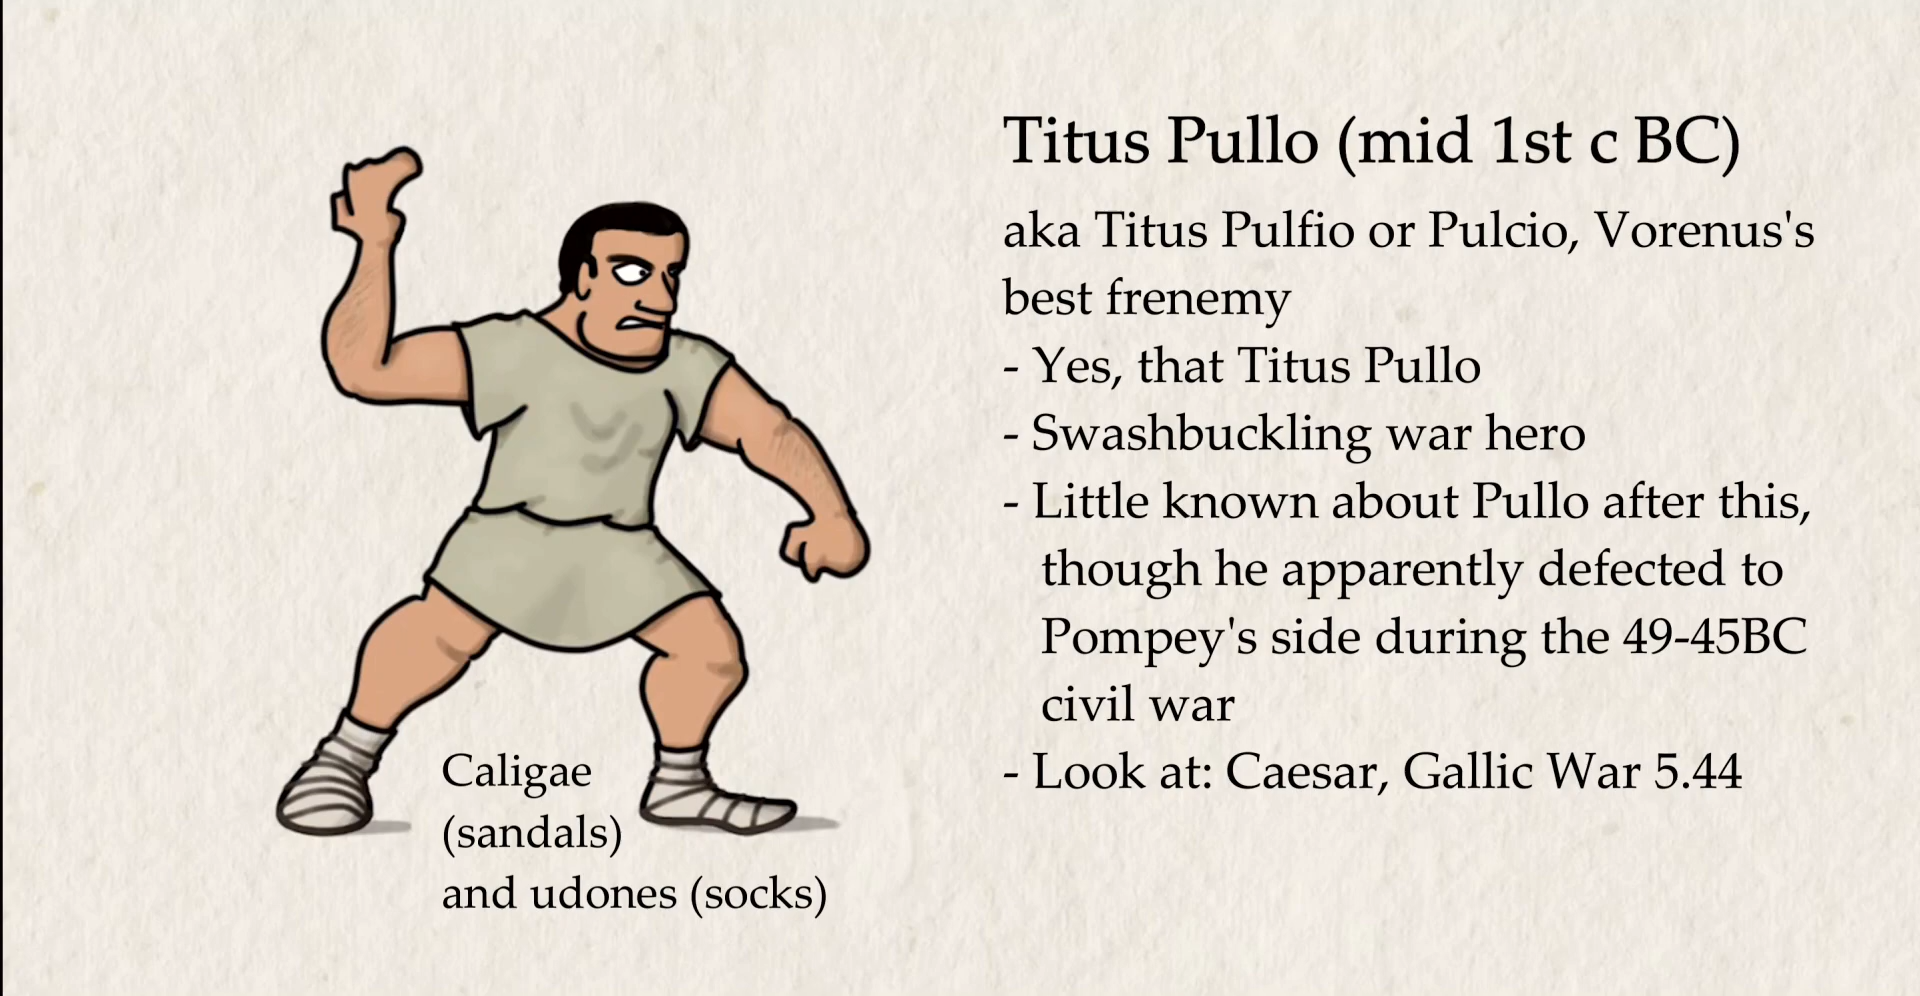 Titus Pullo (mid 1st c BC)
aka Titus Pulfio or Pulcio, Vorenus's
best frenemy
- Yes, that Titus Pullo
- Swashbuckling war hero
- Little known about Pullo after this,
though he apparently defected to
Pompey's side during the 49-45BC
civil war
- Look at: Caesar, Gallic War 5.44
Caligae
(sandals)
and udones (socks)